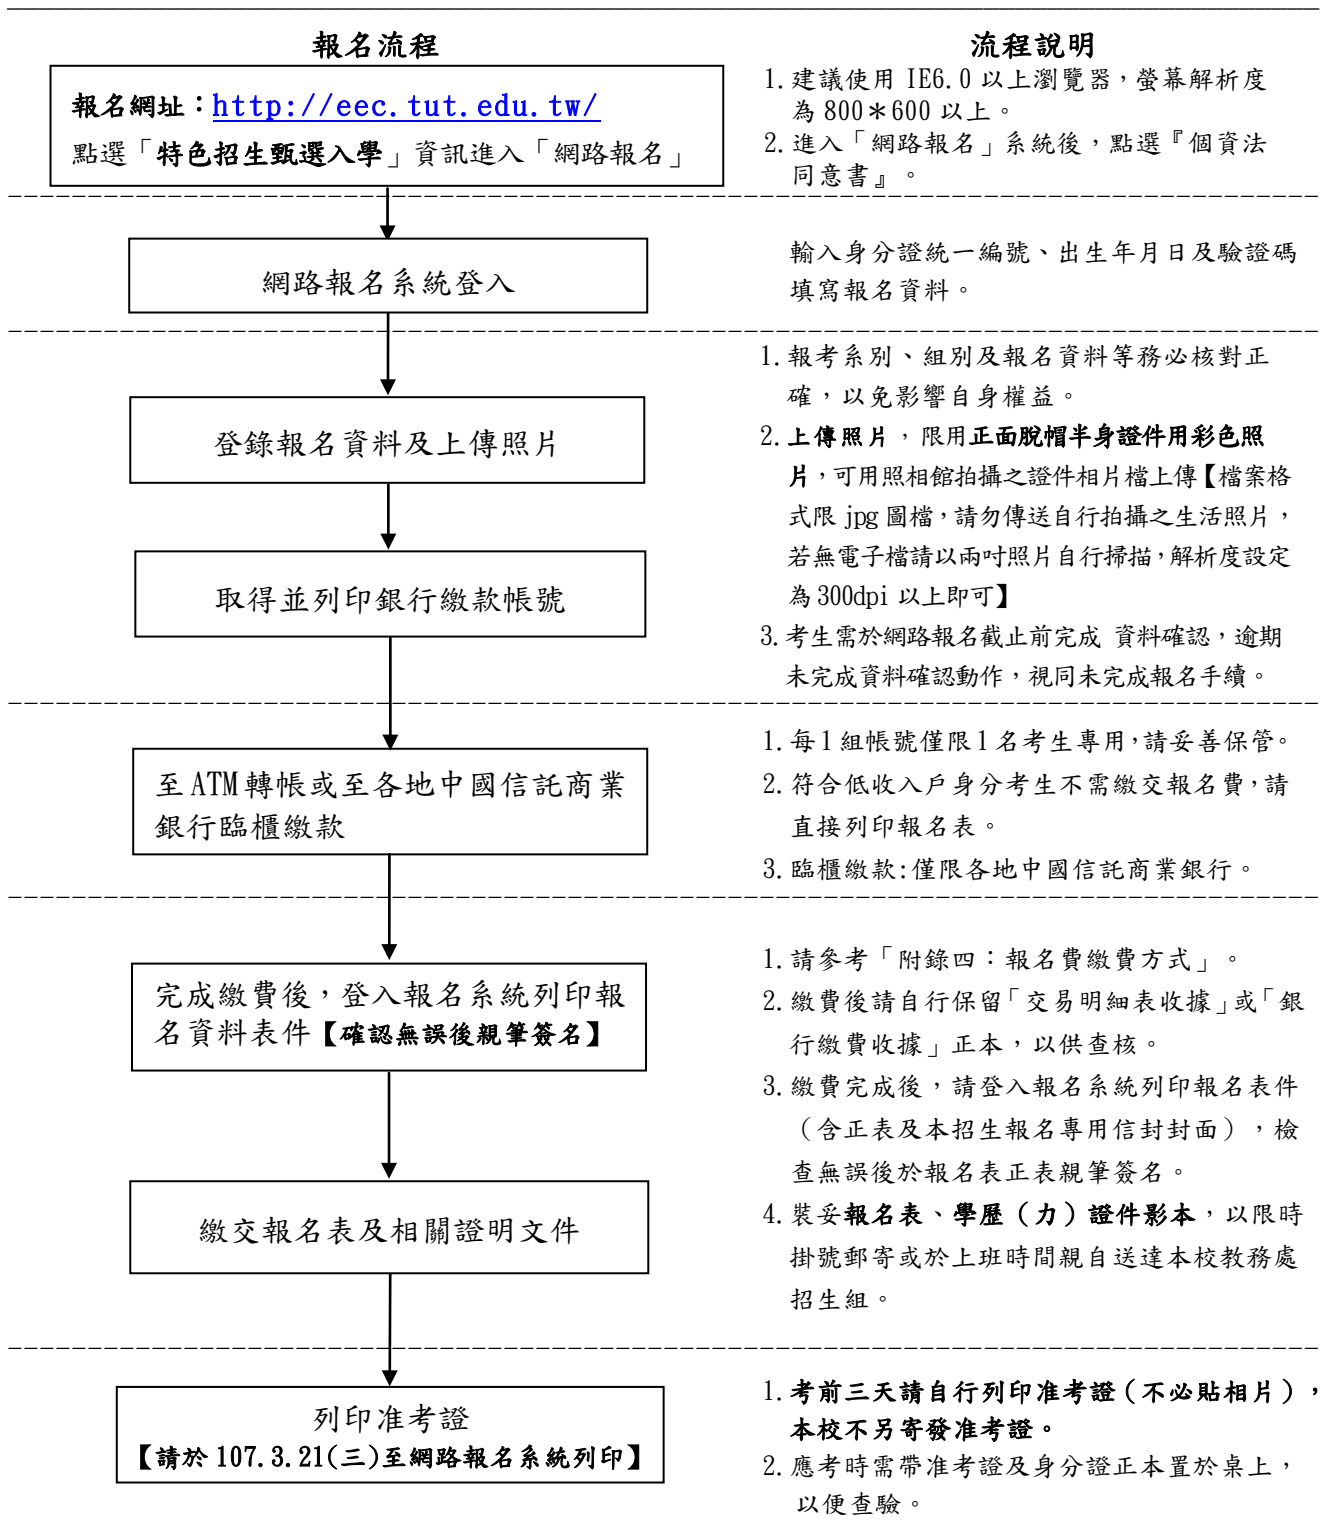 報名流程
流程說明
報名網址：http://eec.tut.edu.tw/
點選「特色招生甄選入學」資訊進入「網路報名」
1.建議使用 IE6.0 以上瀏覽器，螢幕解析度
為 800＊600 以上。
2.進入「網路報名」系統後，點選『個資法
同意書』。
網路報名系統登入
輸入身分證統一編號、出生年月日及驗證碼
填寫報名資料。
登錄報名資料及上傳照片
取得並列印銀行繳款帳號
1.報考系別、組別及報名資料等務必核對正
確，以免影響自身權益。
2.上傳照片，限用正面脫帽半身證件用彩色照
片，可用照相館拍攝之證件相片檔上傳【檔案格
式限 jpg 圖檔，請勿傳送自行拍攝之生活照片，
若無電子檔請以兩吋照片自行掃描，解析度設定
為 300dpi 以上即可】
3.考生需於網路報名截止前完成 資料確認，逾期
未完成資料確認動作，視同未完成報名手續。
至 ATM 轉帳或至各地中國信託商業
銀行臨櫃繳款
1.每1組帳號僅限1名考生專用，請妥善保管。
2.符合低收入戶身分考生不需繳交報名費，請
直接列印報名表。
3.臨櫃繳款:僅限各地中國信託商業銀行。
完成繳費後，登入報名系統列印報
名資料表件【確認無誤後親筆簽名】
繳交報名表及相關證明文件
1.請參考「附錄四：報名費繳費方式」。
2.繳費後請自行保留「交易明細表收據」或「銀
行繳費收據」正本，以供查核。
3.繳費完成後，請登入報名系統列印報名表件
（含正表及本招生報名專用信封封面），檢
查無誤後於報名表正表親筆簽名。
4.裝妥報名表、學歷（力）證件影本，以限時
掛號郵寄或於上班時間親自送達本校教務處
招生組。
列印准考證
【請於 107.3.21(三)至網路報名系統列印】
1.考前三天請自行列印准考證（不必貼相片），
本校不另寄發准考證。
2.應考時需帶准考證及身分證正本置於桌上，
以便查驗。